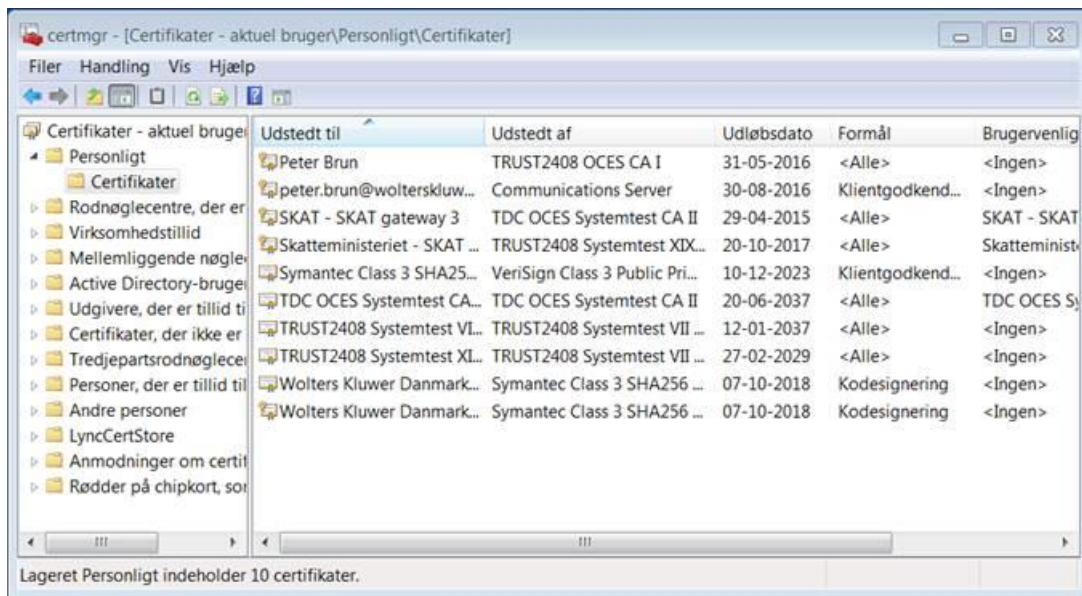 certmgr - [Certifikater - aktuel bruger\Personligt\Certifikater]
Filer Handling Vis Hjælp
Certifikater - aktuel bruger
Personligt
Certifikater
Rodnøglecentre, der er
Virksomhedstillid
Mellemliggende nøgle
Active Directory-bruge
Udgivere, der er tillid ti
Certifikater, der ikke er
Tredjepartsrodnøglece
Personer, der er tillid til
Andre personer
LyncCertStore
Anmodninger om certif
Rødder på chipkort, sor
Udstedt til Udstedt af Udløbsdato Formål Brugervenlig
Peter Brun TRUST2408 OCES CA I 31-05-2016 <Alle> <Ingen>
peter.brun@wolterskluw... Communications Server 30-08-2016 Klientgodkend... <Ingen>
SKAT - SKAT gateway 3 TDC OCES Systemtest CA II 29-04-2015 <Alle> SKAT - SKAT
Skatteministeriet - SKAT ... TRUST2408 Systemtest XIX... 20-10-2017 <Alle> Skatteminist
Symantec Class 3 SHA25... VeriSign Class 3 Public Pri... 10-12-2023 Klientgodkend... <Ingen>
TDC OCES Systemtest CA... TDC OCES Systemtest CA II 20-06-2037 <Alle> TDC OCES Sy
TRUST2408 Systemtest VI... TRUST2408 Systemtest VII ... 12-01-2037 <Alle> <Ingen>
TRUST2408 Systemtest XI... TRUST2408 Systemtest VII ... 27-02-2029 <Alle> <Ingen>
Wolters Kluwer Danmark... Symantec Class 3 SHA256 ... 07-10-2018 Kodesignering <Ingen>
Wolters Kluwer Danmark... Symantec Class 3 SHA256 ... 07-10-2018 Kodesignering <Ingen>
Lageret Personligt indeholder 10 certifikater.